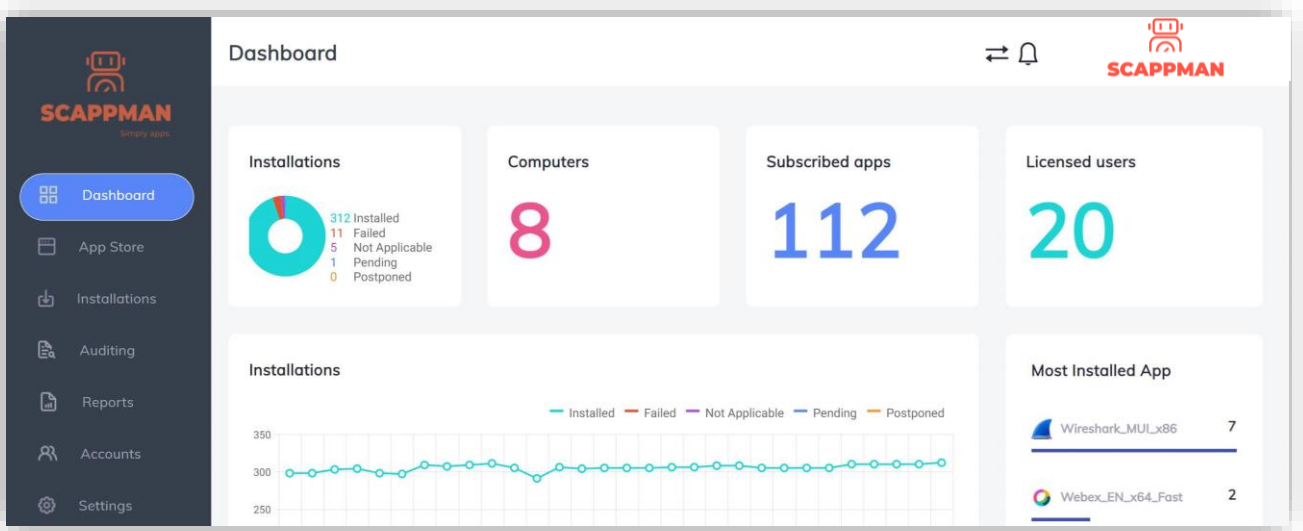 SCAPPMAN
Simply apps
Dashboard
App Store
Installations
Auditing
Reports
Accounts
Settings
Dashboard
SCAPPMAN
Installations
312 Installed
11 Failed
5 Not Applicable
1 Pending
0 Postponed
Computers
8
Subscribed apps
112
Licensed users
20
Installations
Installed Failed Not Applicable Pending Postponed
350
300
250
Most Installed App
Wireshark_MUI_x86 7
Webex_EN_x64_Fast 2